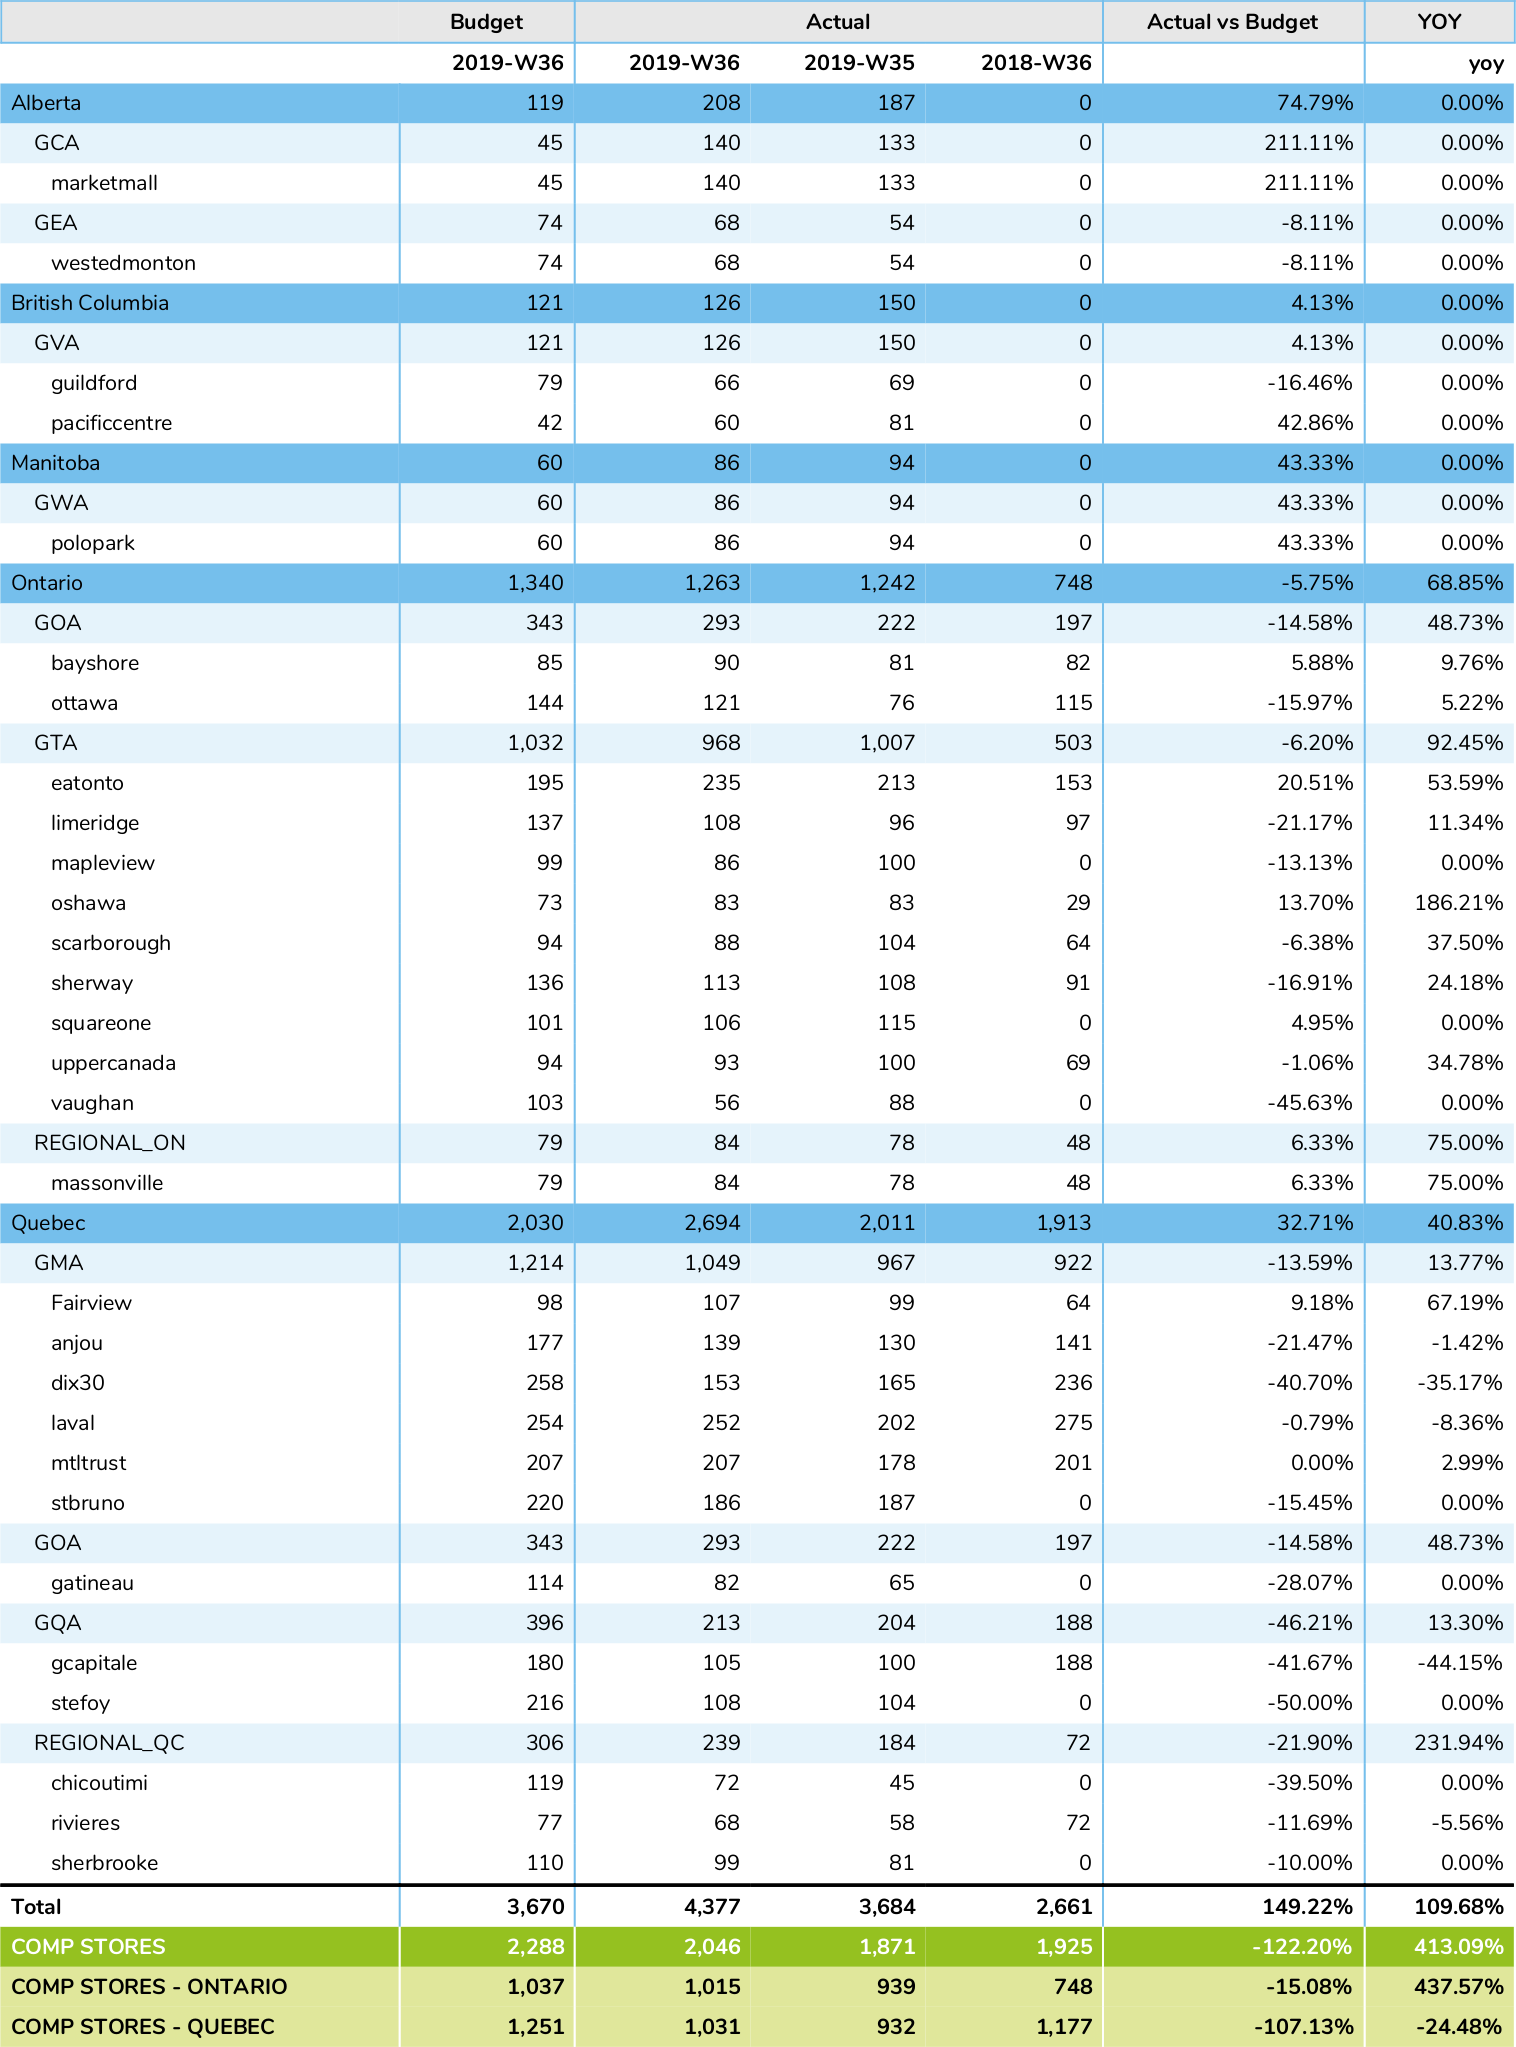 Budget Actual Actual vs Budget YOY
2019-W36 2019-W36 2019-W35 2018-W36 yoy
Alberta 119 208 187 0 74.79% 0.00%
GCA 45 140 133 0 211.11% 0.00%
marketmall 45 140 133 0 211.11% 0.00%
GEA 74 68 54 0 -8.11% 0.00%
westedmonton 74 68 54 0 -8.11% 0.00%
British Columbia 121 126 150 0 4.13% 0.00%
GVA 121 126 150 0 4.13% 0.00%
guildford 79 66 69 0 -16.46% 0.00%
pacificcentre 42 60 81 0 42.86% 0.00%
Manitoba 60 86 94 0 43.33% 0.00%
GWA 60 86 94 0 43.33% 0.00%
polopark 60 86 94 0 43.33% 0.00%
Ontario 1,340 1,263 1,242 748 -5.75% 68.85%
GOA 343 293 222 197 -14.58% 48.73%
bayshore 85 90 81 82 5.88% 9.76%
ottawa 144 121 76 115 -15.97% 5.22%
GTA 1,032 968 1,007 503 -6.20% 92.45%
eatonto 195 235 213 153 20.51% 53.59%
limeridge 137 108 96 97 -21.17% 11.34%
mapleview 99 86 100 0 -13.13% 0.00%
oshawa 73 83 83 29 13.70% 186.21%
scarborough 94 88 104 64 -6.38% 37.50%
sherway 136 113 108 91 -16.91% 24.18%
squareone 101 106 115 0 4.95% 0.00%
uppercanada 94 93 100 69 -1.06% 34.78%
vaughan 103 56 88 0 -45.63% 0.00%
REGIONAL_ON 79 84 78 48 6.33% 75.00%
massonville 79 84 78 48 6.33% 75.00%
Quebec 2,030 2,694 2,011 1,913 32.71% 40.83%
GMA 1,214 1,049 967 922 -13.59% 13.77%
Fairview 98 107 99 64 9.18% 67.19%
anjou 177 139 130 141 -21.47% -1.42%
dix30 258 153 165 236 -40.70% -35.17%
laval 254 252 202 275 -0.79% -8.36%
mtltrust 207 207 178 201 0.00% 2.99%
stbruno 220 186 187 0 -15.45% 0.00%
GOA 343 293 222 197 -14.58% 48.73%
gatineau 114 82 65 0 -28.07% 0.00%
GQA 396 213 204 188 -46.21% 13.30%
gcapitale 180 105 100 188 -41.67% -44.15%
stefoy 216 108 104 0 -50.00% 0.00%
REGIONAL_QC 306 239 184 72 -21.90% 231.94%
chicoutimi 119 72 45 0 -39.50% 0.00%
rivieres 77 68 58 72 -11.69% -5.56%
sherbrooke 110 99 81 0 -10.00% 0.00%
Total 3,670 4,377 3,684 2,661 149.22% 109.68%
COMP STORES 2,288 2,046 1,871 1,925 -122.20% 413.09%
COMP STORES - ONTARIO 1,037 1,015 939 748 -15.08% 437.57%
COMP STORES - QUEBEC 1,251 1,031 932 1,177 -107.13% -24.48%